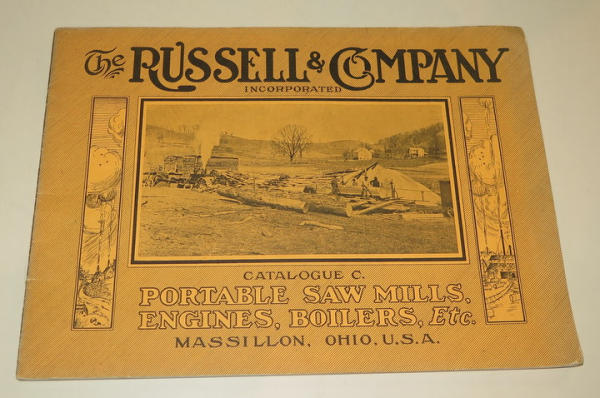 The RUSSELL & COMPANY
INCORPORATED
CATALOGUE C.
PORTABLE SAW MILLS,
ENGINES, BOILERS, Etc.
MASSILLON, OHIO, U.S.A.